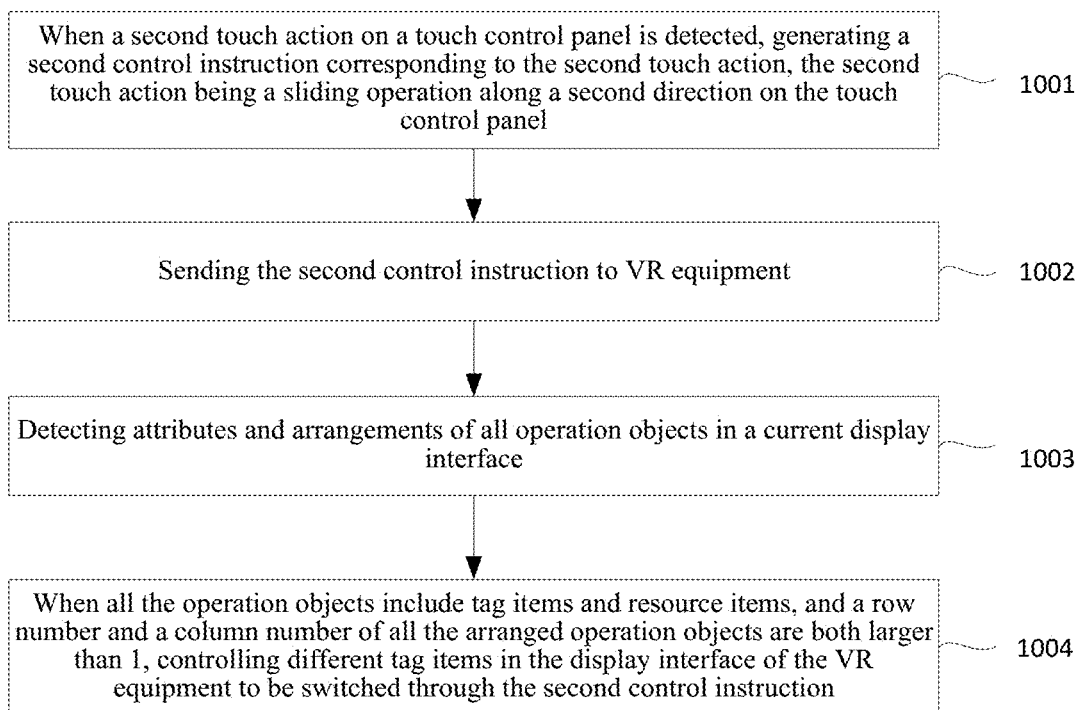 When a second touch action on a touch control panel is detected, generating a
second control instruction corresponding to the second touch action, the second
touch action being a sliding operation along a second direction on the touch
control panel
1001
Sending the second control instruction to VR equipment
1002
Detecting attributes and arrangements of all operation objects in a current display
interface
1003
When all the operation objects include tag items and resource items, and a row
number and a column number of all the arranged operation objects are both larger
than 1, controlling different tag items in the display interface of the VR
equipment to be switched through the second control instruction
1004